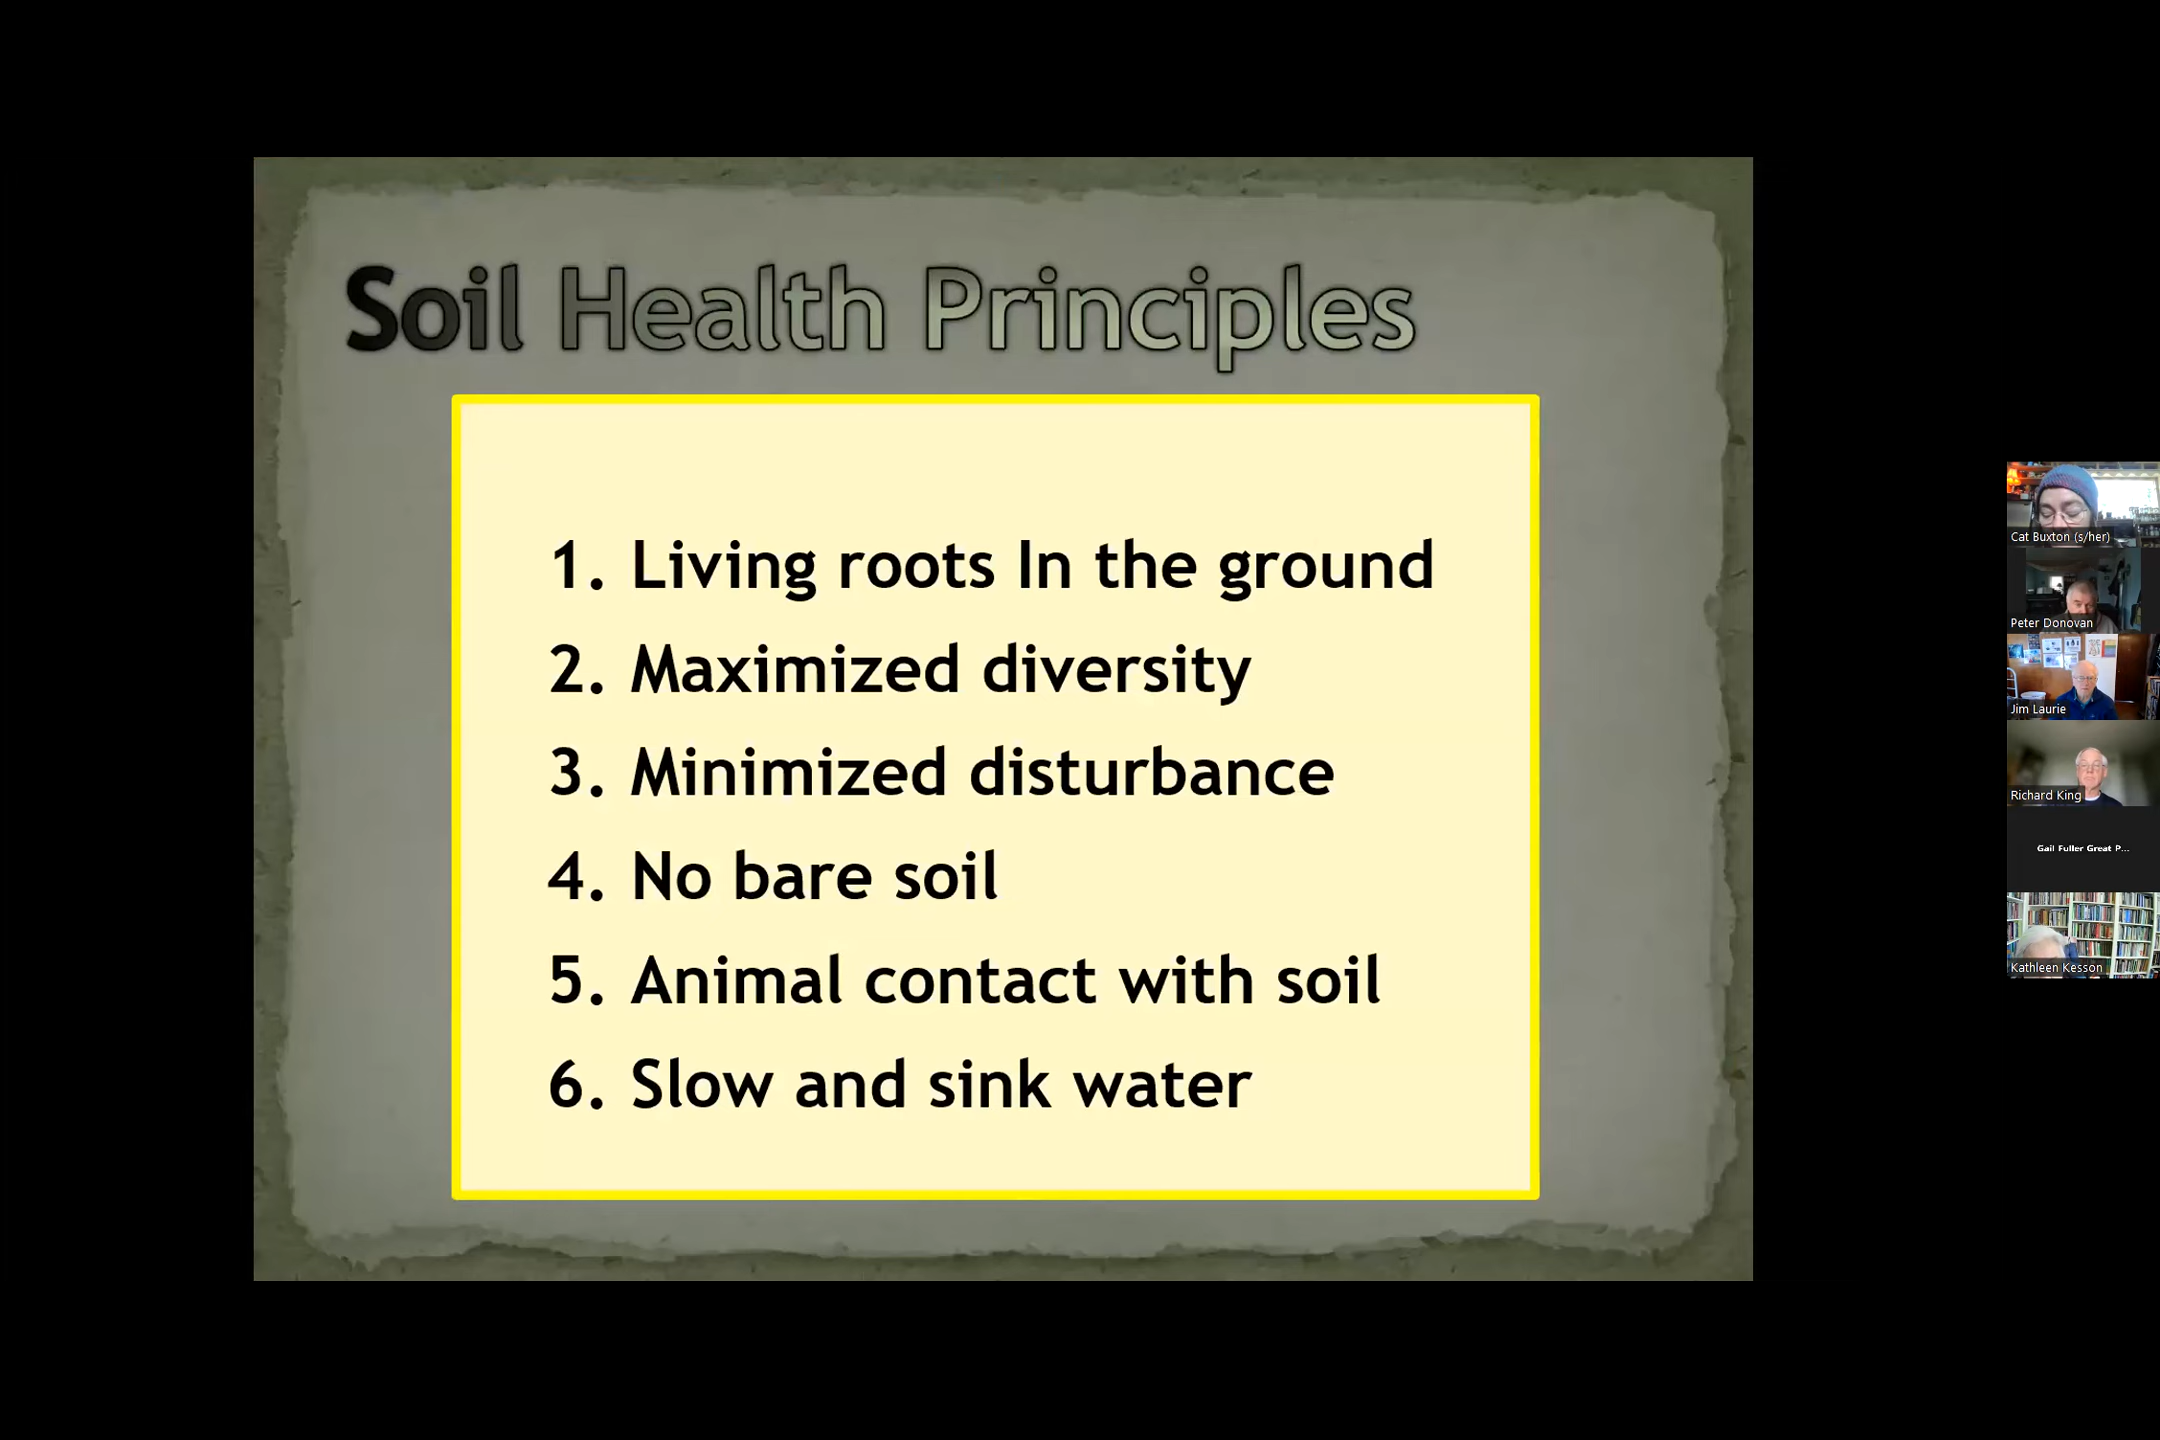 Soil Health Principles
1. Living roots In the ground
2. Maximized diversity
3. Minimized disturbance
4. No bare soil
5. Animal contact with soil
6. Slow and sink water
Cat Buxton (s/her)
Peter Donovan
Jim Laurie
Richard King
Gail Fuller Great P...
Kathleen Kesson